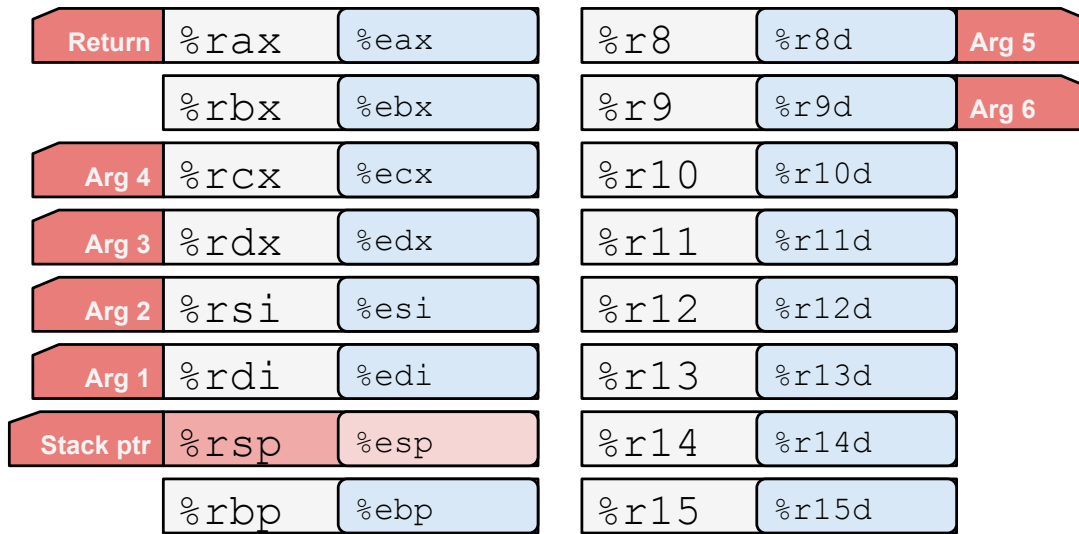 Return %rax %eax %r8 %r8d Arg 5
%rbx %ebx %r9 %r9d Arg 6
Arg 4 %rcx %ecx %r10 %r10d
Arg 3 %rdx %edx %r11 %r11d
Arg 2 %rsi %esi %r12 %r12d
Arg 1 %rdi %edi %r13 %r13d
Stack ptr %rsp %esp %r14 %r14d
%rbp %ebp %r15 %r15d